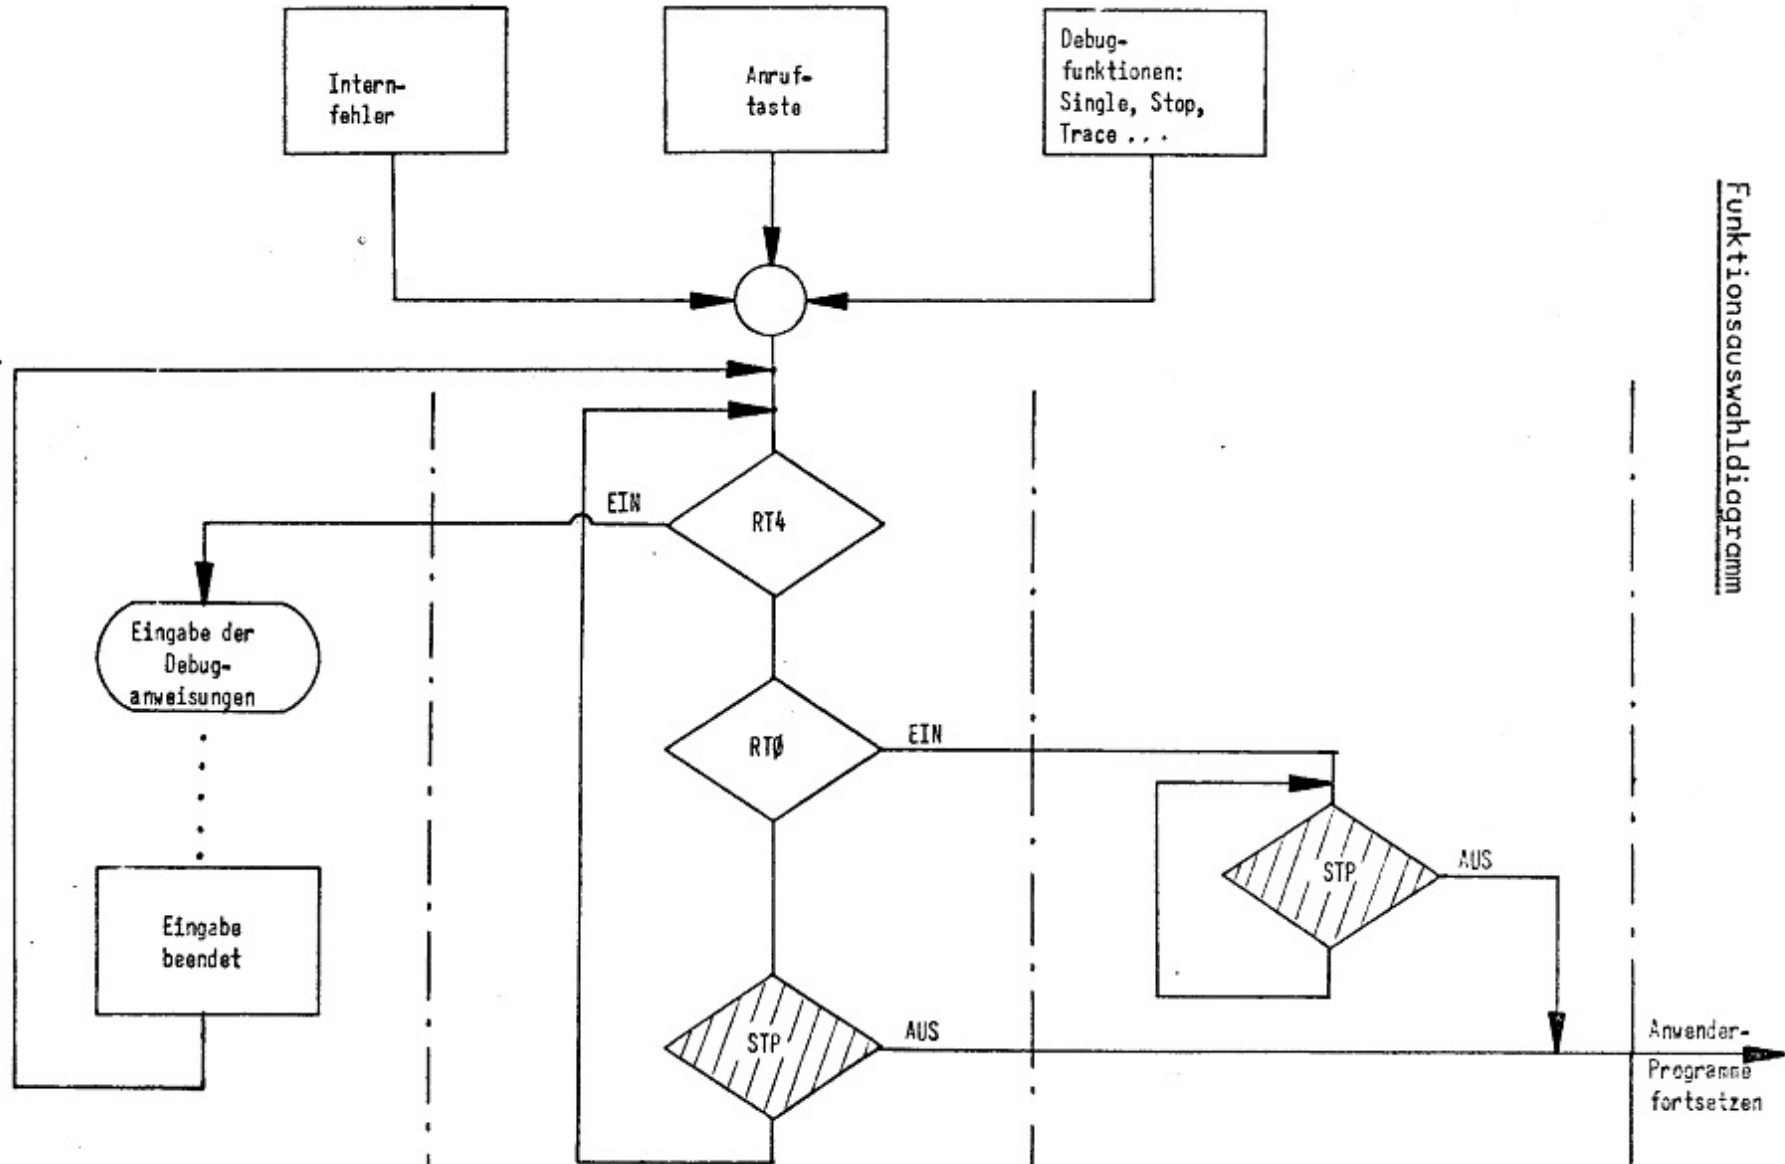 Intern-
fehler
Anruf-
taste
Debug-
funktionen:
Single, Stop,
Trace . . .
Funktionsauswahldiagramm
EIN
RT4
Eingabe der
Debug-
anweisungen
RTØ
EIN
STP
AUS
Eingabe
beendet
STP
AUS
Anwender-
Programme
fortsetzen